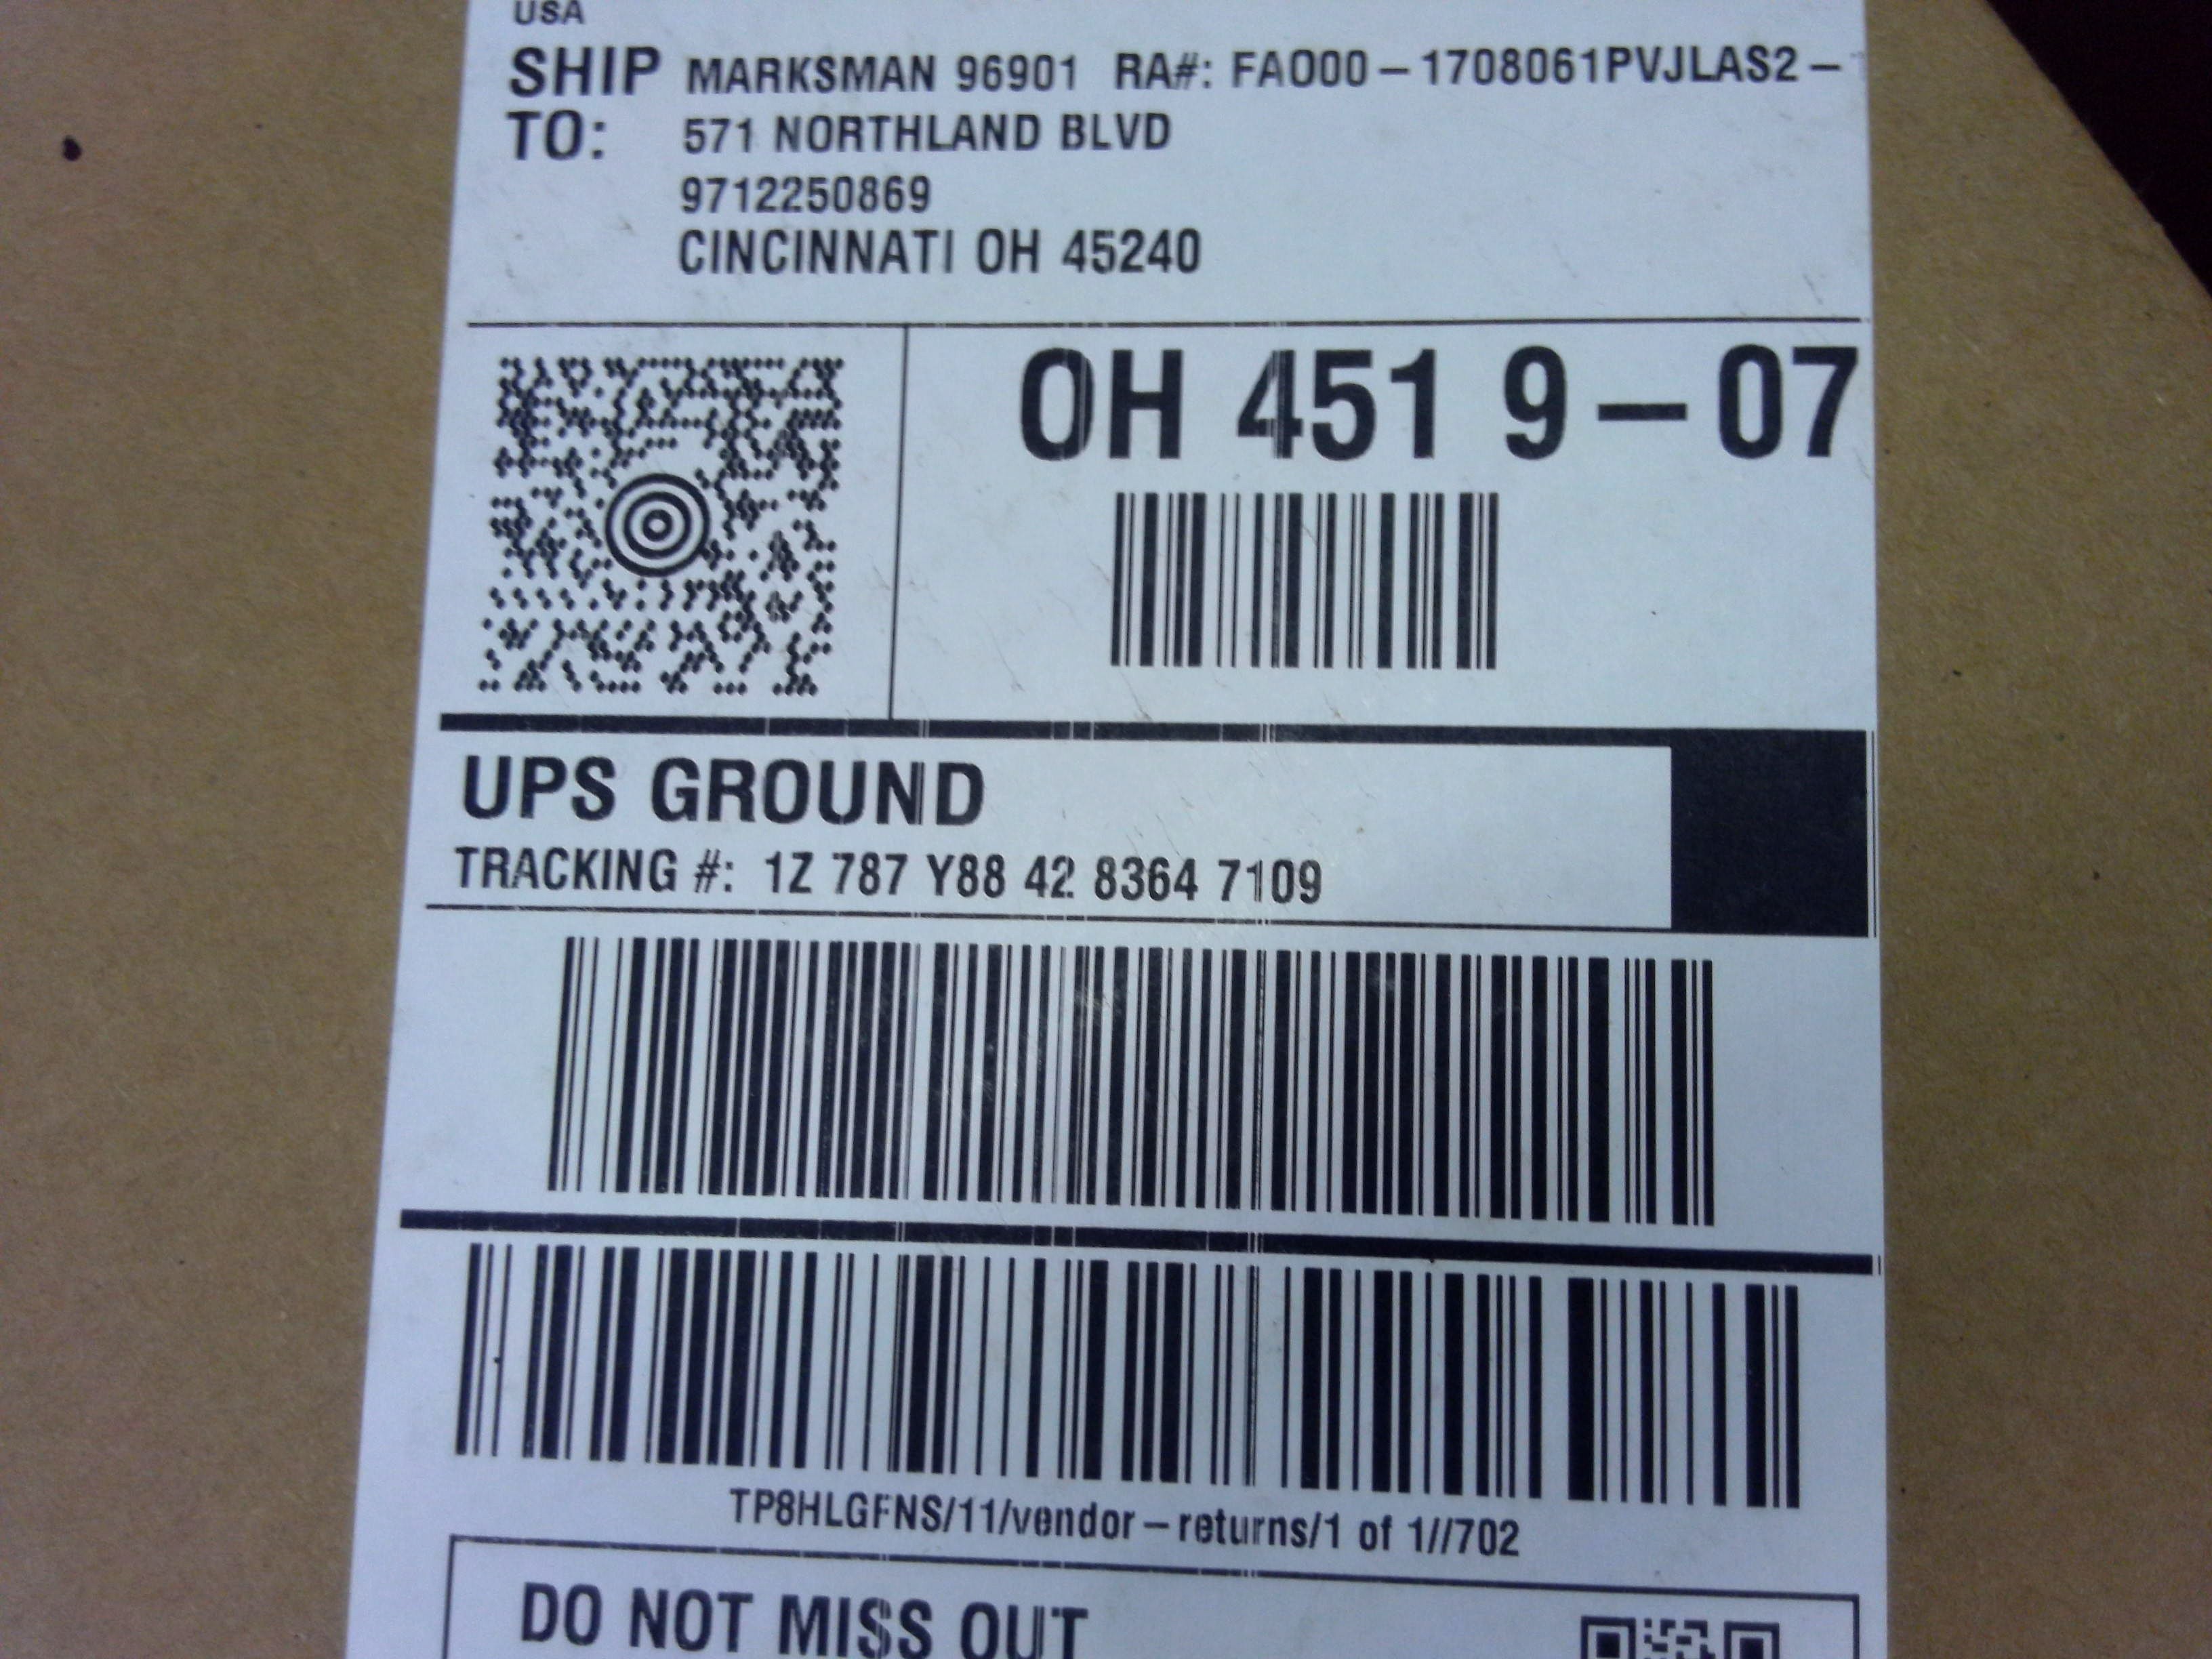 USA
SHIP TO: MARKSMAN 96901 RA#: FAO00-1708061PVJLAS2-
571 NORTHLAND BLVD
9712250869
CINCINNATI OH 45240
OH 451 9-07
UPS GROUND
TRACKING #: 1Z 787 Y88 42 8364 7109
TP8HLGFNS/11/vendor-returns/1 of 1//702
DO NOT MISS OUT